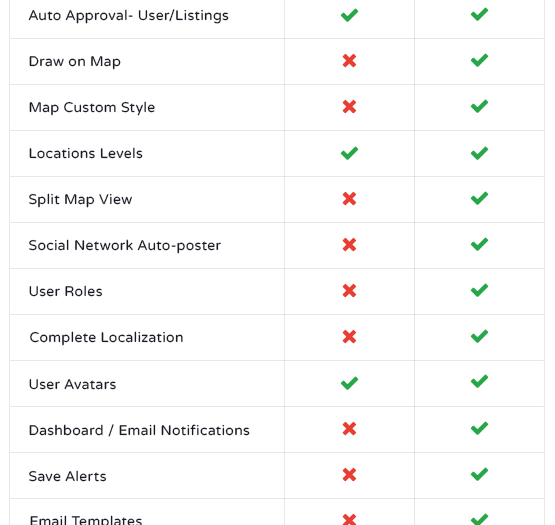 Auto Approval- User/Listings
Draw on Map
Map Custom Style
Locations Levels
Split Map View
Social Network Auto-poster
User Roles
Complete Localization
User Avatars
Dashboard / Email Notifications
Save Alerts
Email Templates